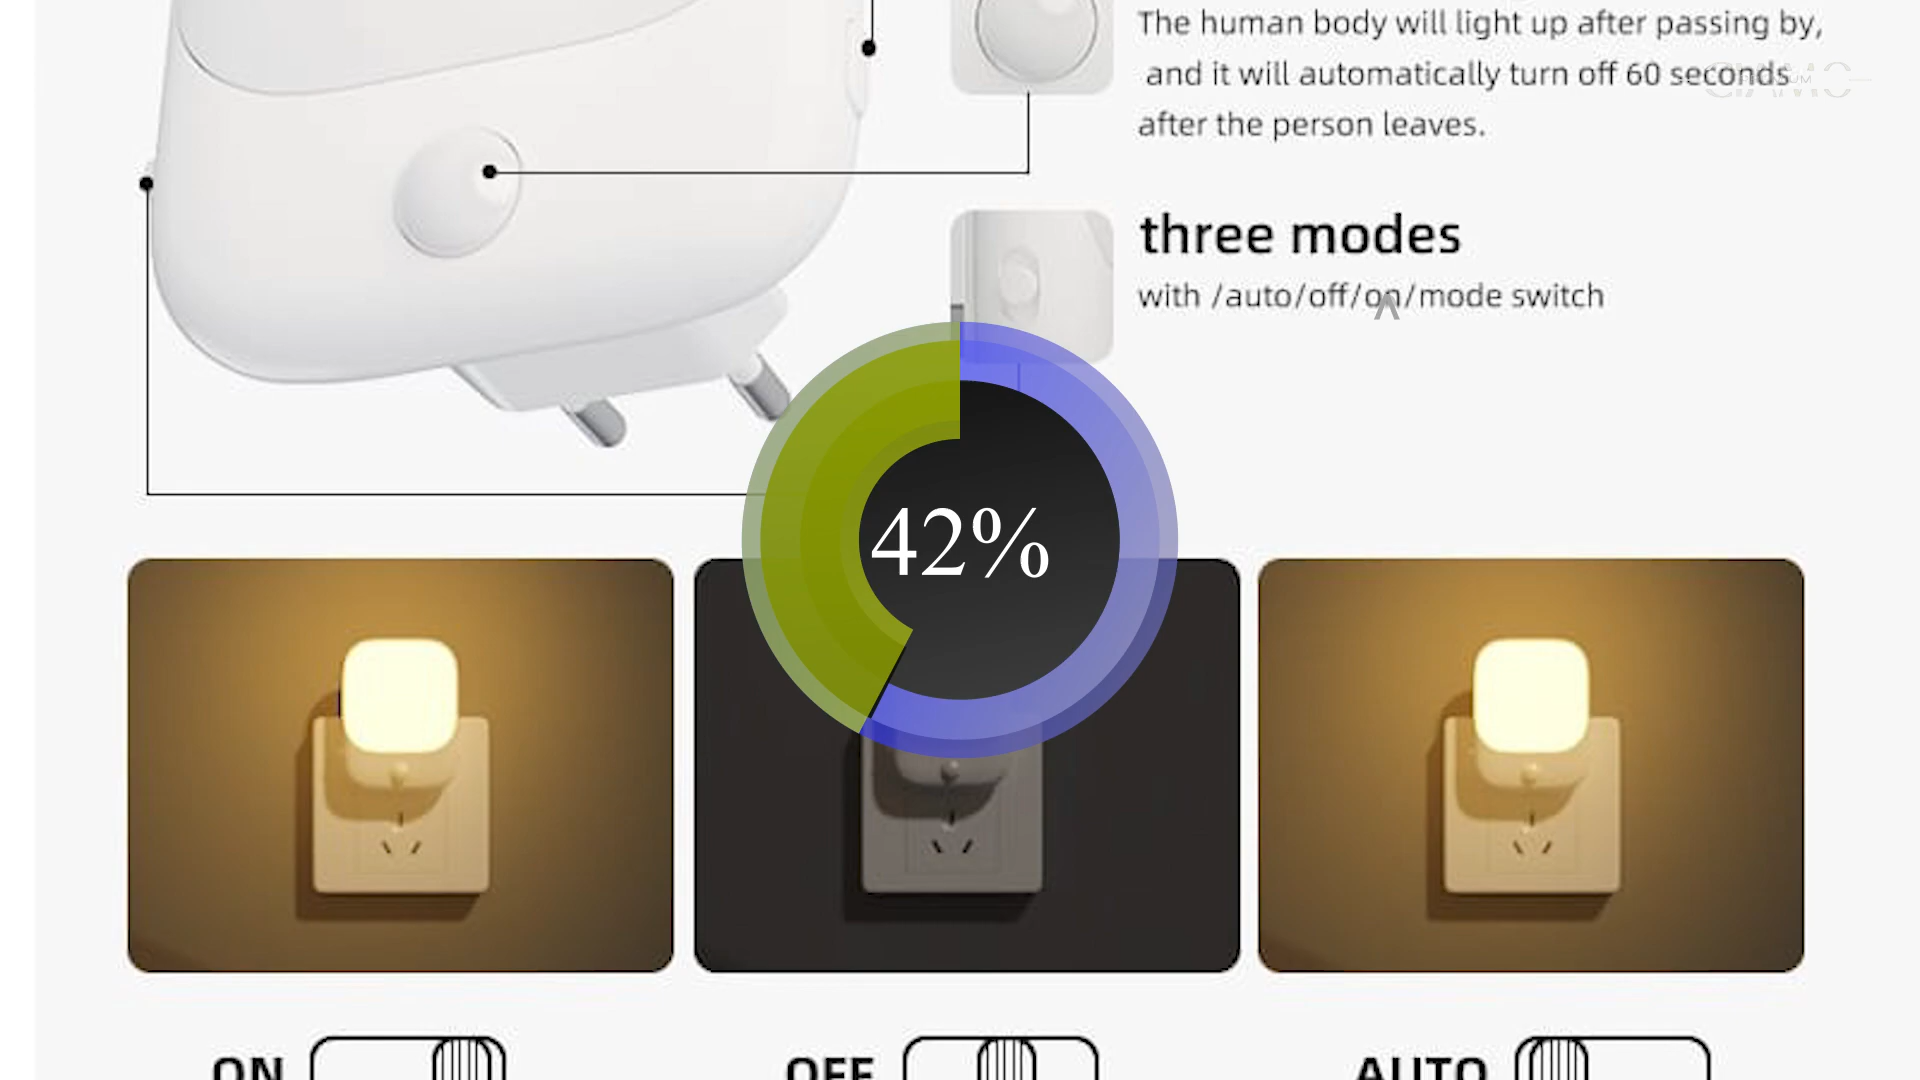 The human body will light up after passing by,
and it will automatically turn off 60 seconds
after the person leaves.
three modes
with /auto/off/on/mode switch
42%
ON
OFF
AUTO